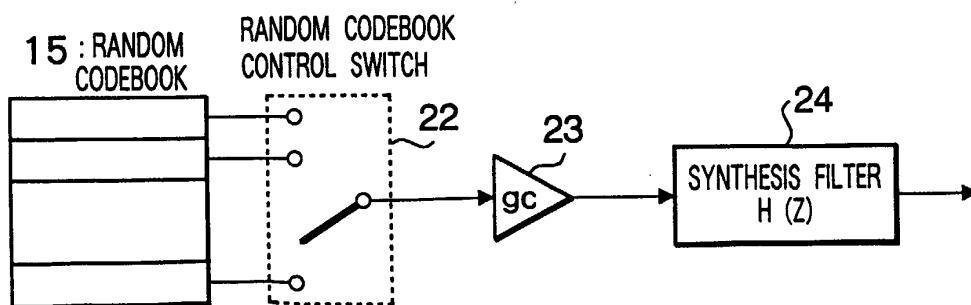 15 : RANDOM
CODEBOOK
RANDOM CODEBOOK
CONTROL SWITCH
22
23
24
gc
SYNTHESIS FILTER
H (Z)